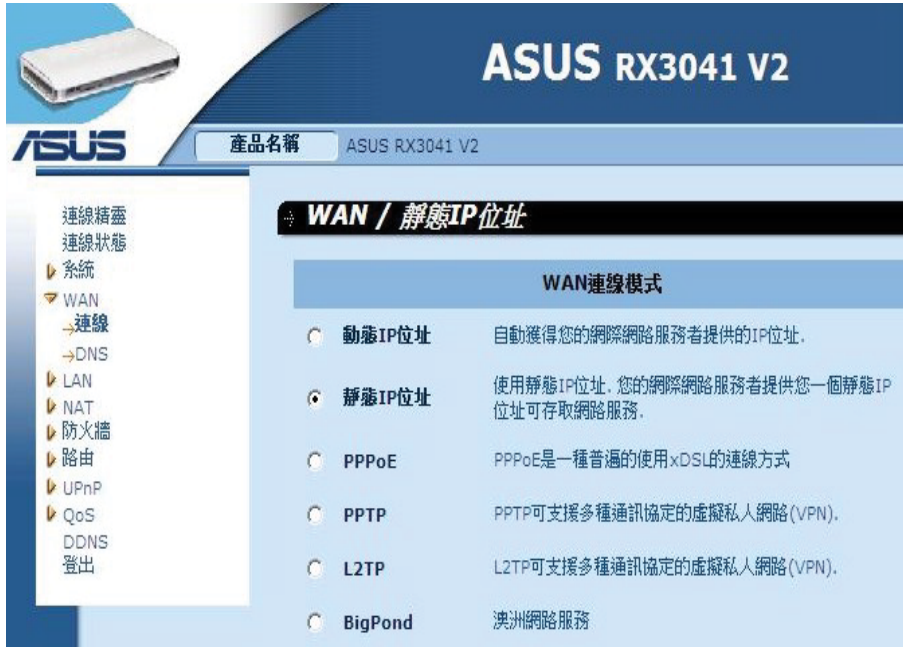 ASUS RX3041 V2
ASUS
產品名稱 ASUS RX3041 V2
連線精靈
連線狀態
系統
WAN
→連線
→DNS
LAN
NAT
防火牆
路由
UPnP
QoS
DDNS
登出
WAN / 靜態IP位址
WAN連線模式
動態IP位址 自動獲得您的網際網路服務者提供的IP位址.
靜態IP位址 使用靜態IP位址. 您的網際網路服務者提供您一個靜態IP
位址可存取網路服務.
PPPoE PPPoE是一種普遍的使用xDSL的連線方式
PPTP PPTP可支援多種通訊協定的虛擬私人網路(VPN).
L2TP L2TP可支援多種通訊協定的虛擬私人網路(VPN).
BigPond 澳洲網路服務